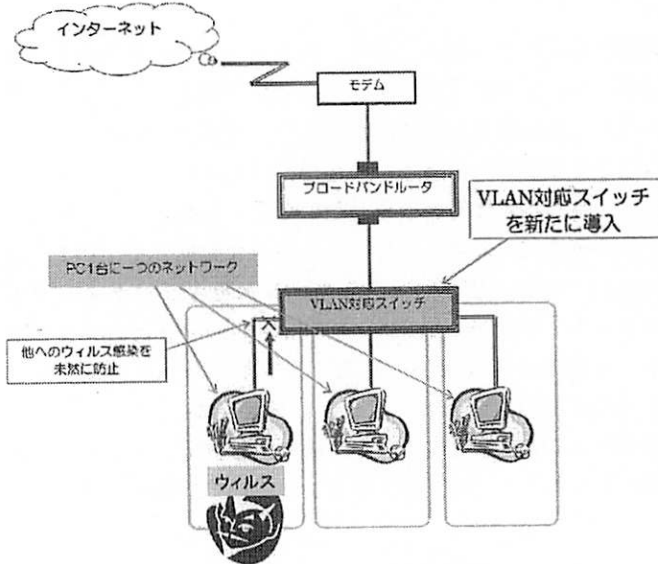 インターネット
モデム
ブロードバンドルータ
VLAN対応スイッチ
を新たに導入
PC1台に一つのネットワーク
VLAN対応スイッチ
他へのウィルス感染を
未然に防止
ウィルス